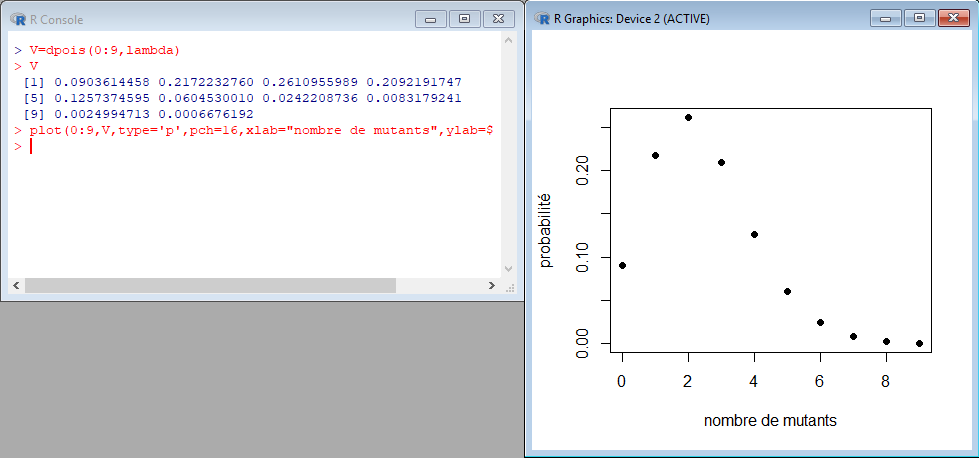 R Console
> V=dpois(0:9,lambda)
> V
[1] 0.0903614458 0.2172232760 0.2610955989 0.2092191747
[5] 0.1257374595 0.0604530010 0.0242208736 0.0083179241
[9] 0.0024994713 0.0006676192
> plot(0:9,V,type='p',pch=16,xlab="nombre de mutants",ylab=$
>
R Graphics: Device 2 (ACTIVE)
probabilité
0.20
0.10
0.00
0 2 4 6 8
nombre de mutants